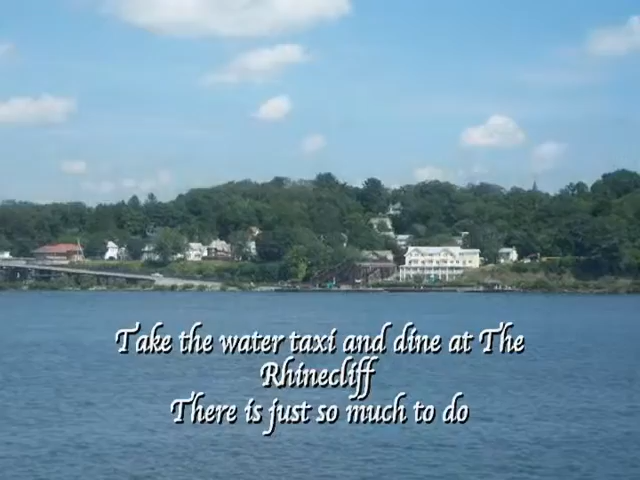 Take the water taxi and dine at The
Rhinecliff
There is just so much to do